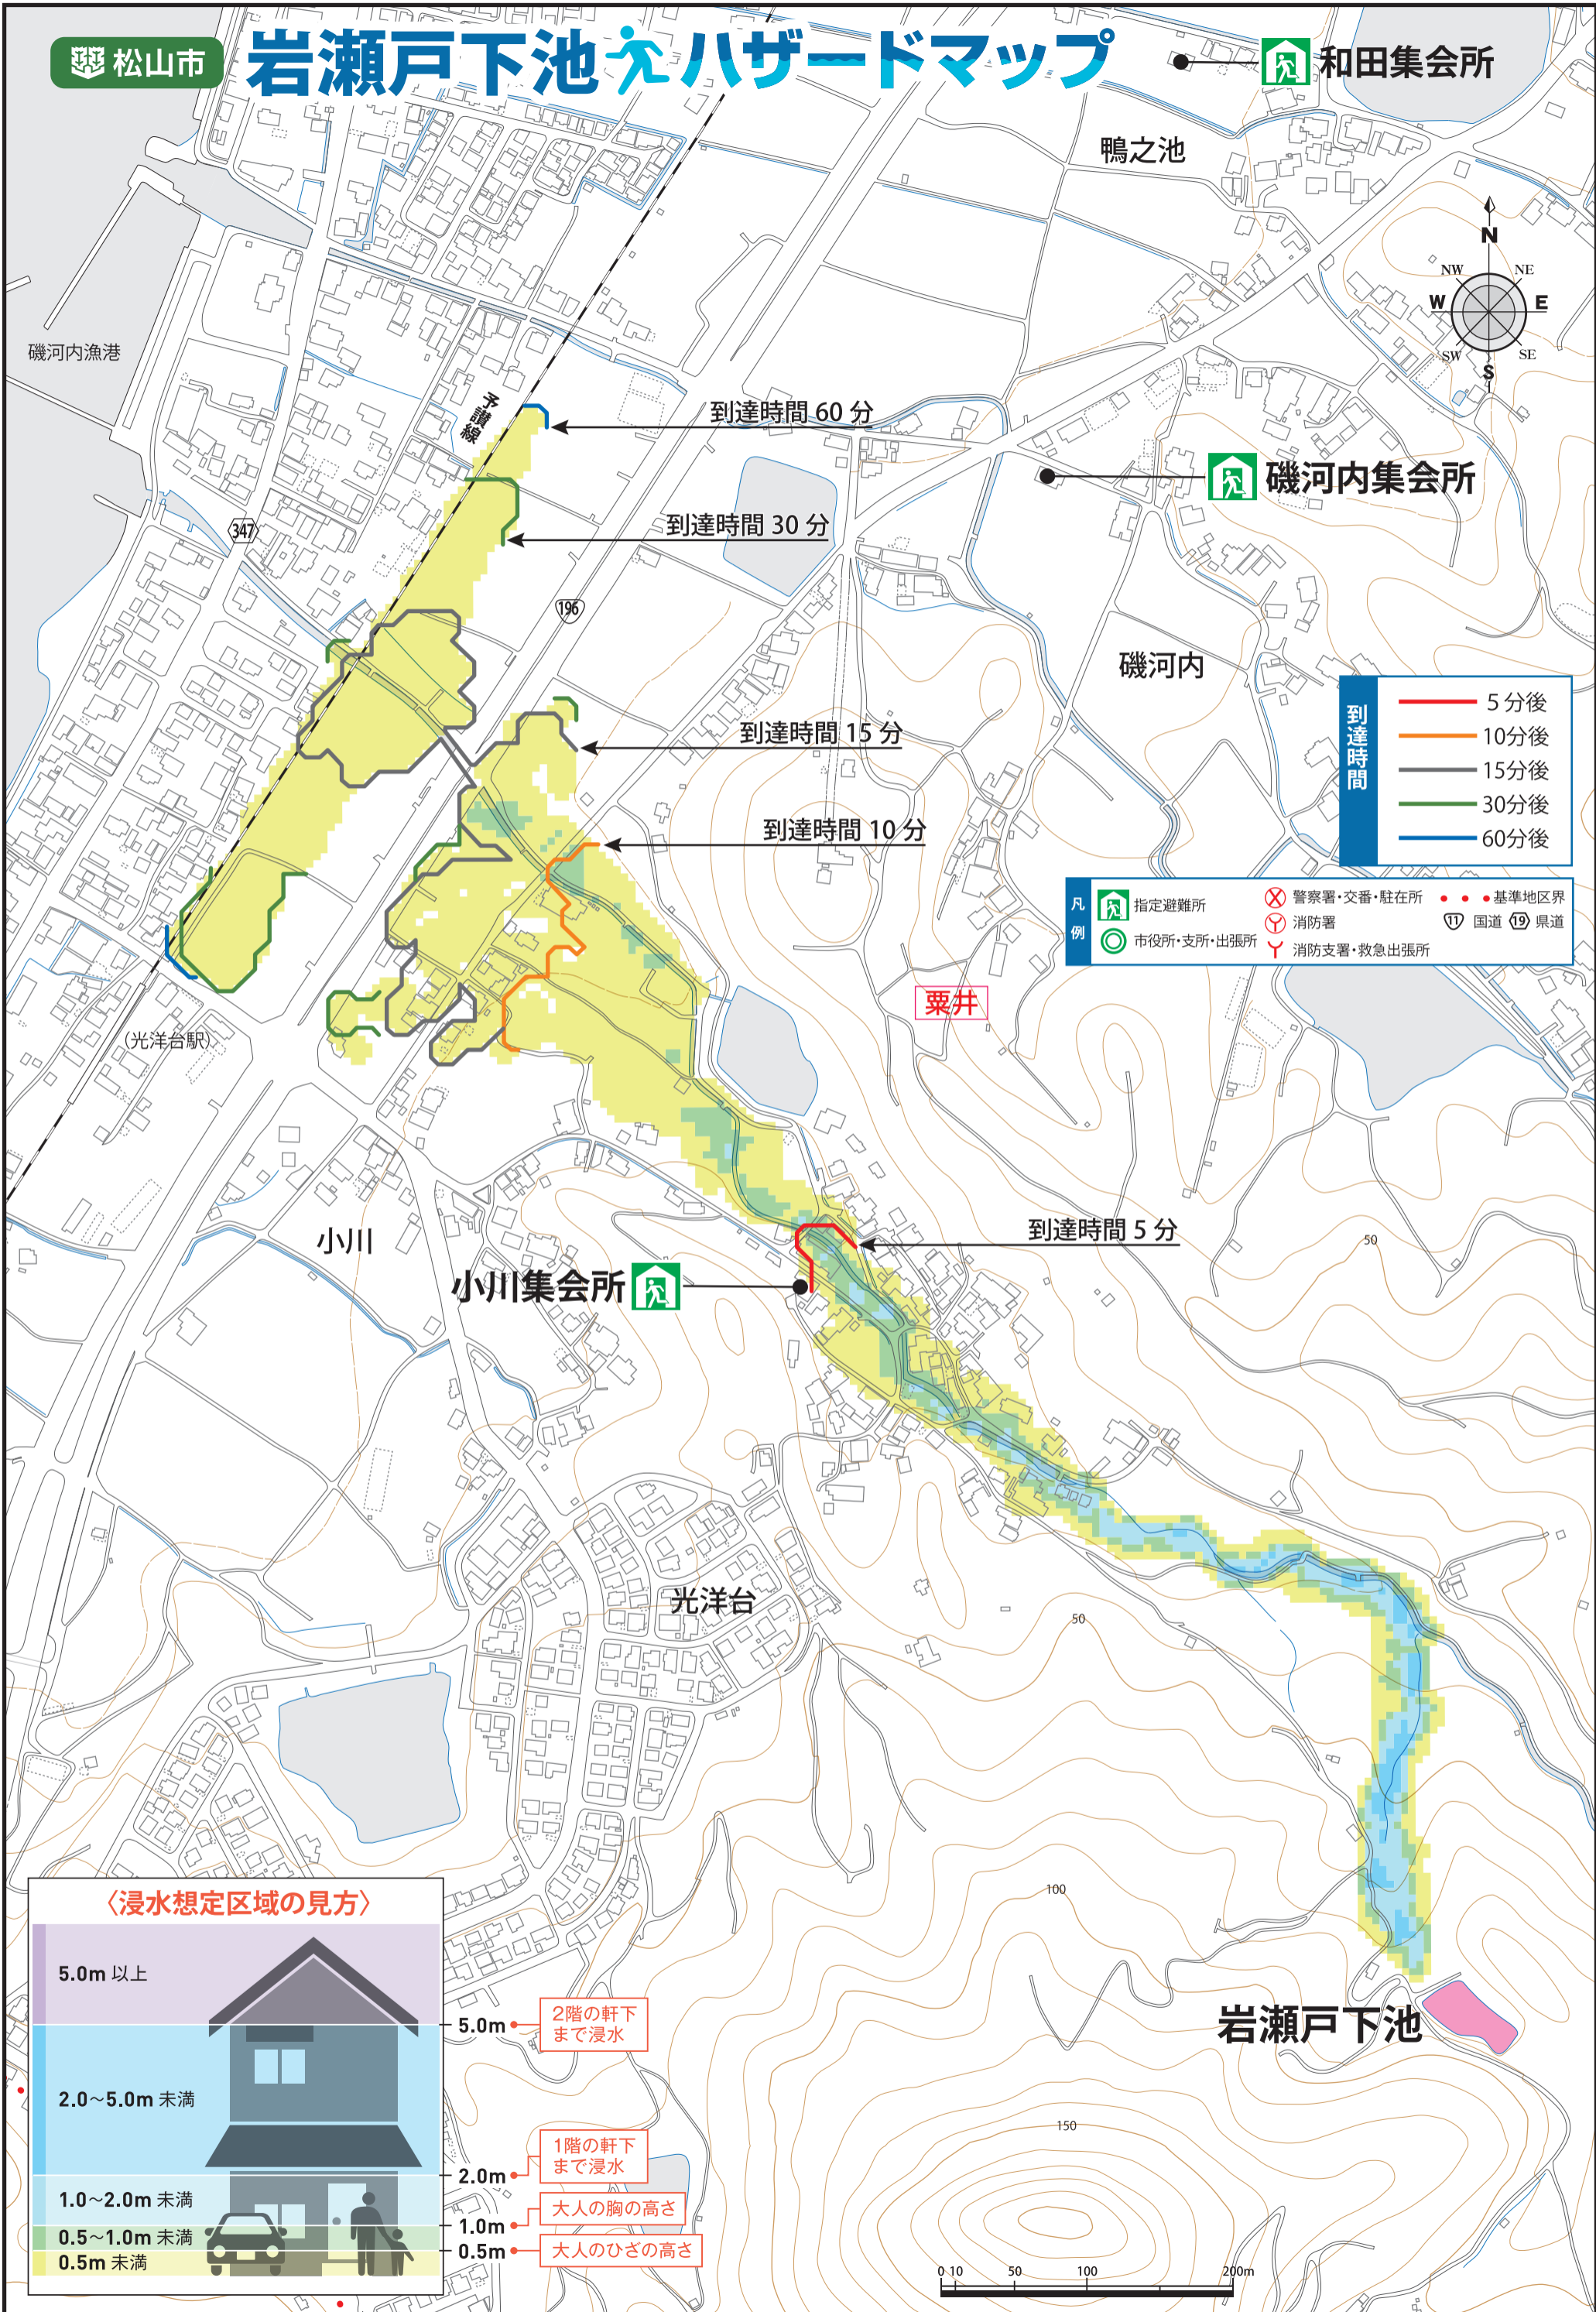 松山市
岩瀬戸下池 ハザードマップ
和田集会所
鴨之池
N
NW
NE
W
E
SW
SE
S
磯河内漁港
予讃線
到達時間 60 分
磯河内集会所
到達時間 30 分
347
196
磯河内
到達時間
5 分後
10分後
15分後
30分後
60分後
到達時間 15 分
到達時間 10 分
凡例
指定避難所
市役所・支所・出張所
警察署・交番・駐在所
消防署
消防支署・救急出張所
基準地区界
11 国道 19 県道
粟井
(光洋台駅)
到達時間 5 分
50
小川
小川集会所
光洋台
50
100
岩瀬戸下池
150
〈浸水想定区域の見方〉
5.0m 以上
2.0～5.0m 未満
1.0～2.0m 未満
0.5～1.0m 未満
0.5m 未満
5.0m
2階の軒下
まで浸水
2.0m
1階の軒下
まで浸水
1.0m
大人の胸の高さ
0.5m
大人のひざの高さ
0 10 50 100 200m